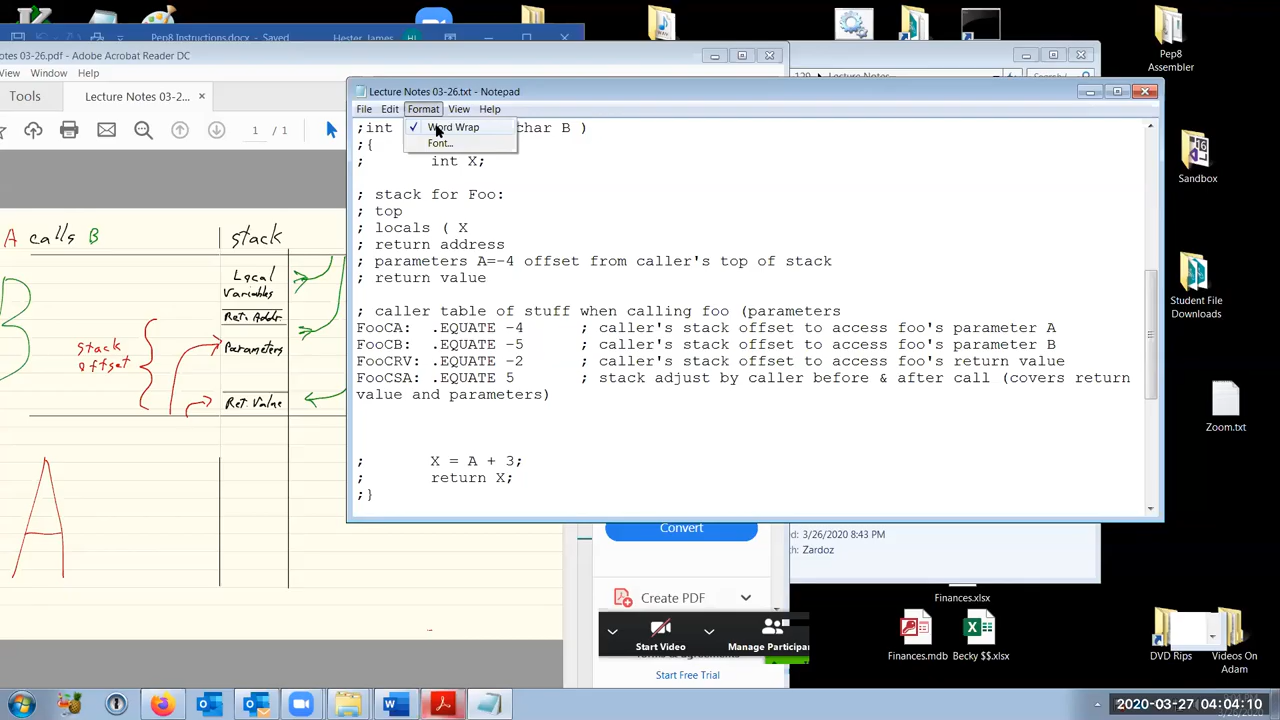 Pep8 Instructions.docx - Saved
Hester James
Notes 03-26.pdf - Adobe Acrobat Reader DC
View Window Help
Tools
Lecture Notes 03-2... ×
1 / 1
A calls B
stack
Local
Variables
Ret. Addr
Parameters
Ret. Value
stack
offset
B
A
Lecture Notes 03-26.txt - Notepad
File Edit Format View Help
Word Wrap
Font...
;int char B )
;{
; int X;
; stack for Foo:
; top
; locals ( X
; return address
; parameters A=-4 offset from caller's top of stack
; return value
; caller table of stuff when calling foo (parameters
FooCA: .EQUATE -4 ; caller's stack offset to access foo's parameter A
FooCB: .EQUATE -5 ; caller's stack offset to access foo's parameter B
FooCRV: .EQUATE -2 ; caller's stack offset to access foo's return value
FooCSA: .EQUATE 5 ; stack adjust by caller before & after call (covers return
value and parameters)
; X = A + 3;
; return X;
;}
Convert
Create PDF
Start Video
Manage Participan
Start Free Trial
3/26/2020 8:43 PM
Zardoz
Pep8
Assembler
Sandbox
Student File
Downloads
Zoom.txt
Finances.xlsx
Finances.mdb
Becky $$.xlsx
DVD Rips
Videos On
Adam
2020-03-27 04:04:10